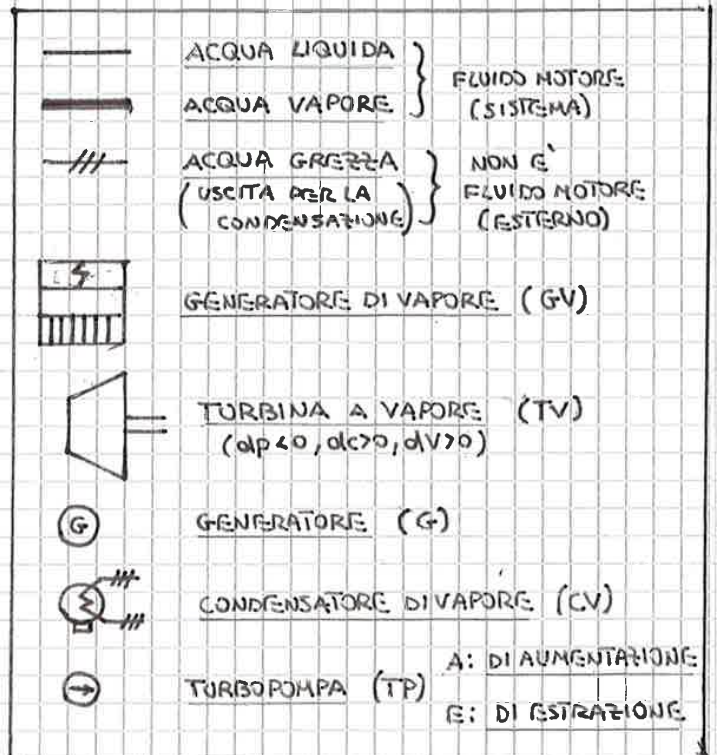 ACQUA LIQUIDA
ACQUA VAPORE
FLUIDO MOTORE
(SISTEMA)
ACQUA GREZZA
(USCITA PER LA
CONDENSAZIONE)
NON E'
FLUIDO MOTORE
(ESTERNO)
GENERATORE DI VAPORE (GV)
TURBINA A VAPORE (TV)
(dp<0, dc>0, dV>0)
G
GENERATORE (G)
CONDENSATORE DI VAPORE (CV)
TURBOPOMPA (TP)
A: DI AUMENTAZIONE
E: DI ESTRAZIONE